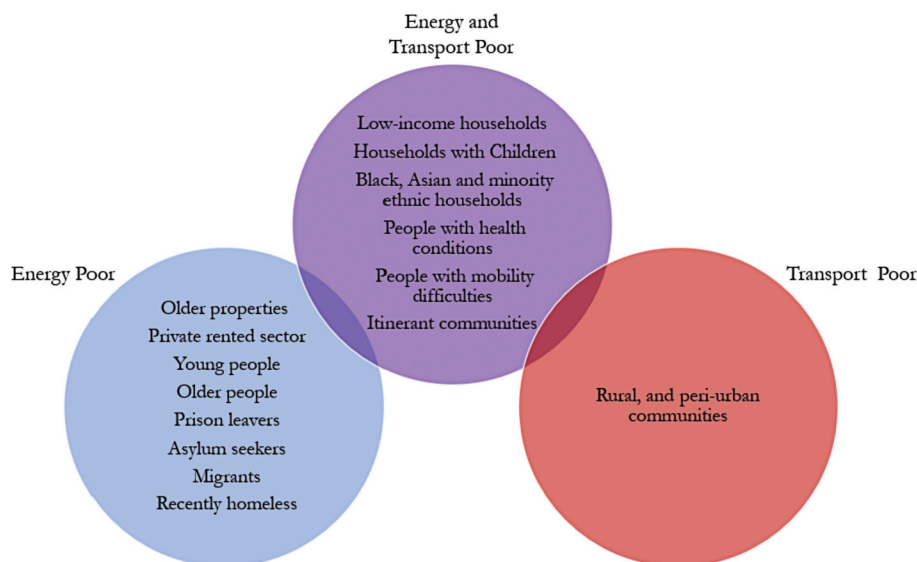 Energy and
Transport Poor
Low-income households
Households with Children
Black, Asian and minority
ethnic households
People with health
conditions
People with mobility
difficulties
Itinerant communities
Energy Poor
Older properties
Private rented sector
Young people
Older people
Prison leavers
Asylum seekers
Migrants
Recently homeless
Transport Poor
Rural, and peri-urban
communities